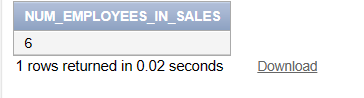 NUM_EMPLOYEES_IN_SALES
6
1 rows returned in 0.02 seconds Download